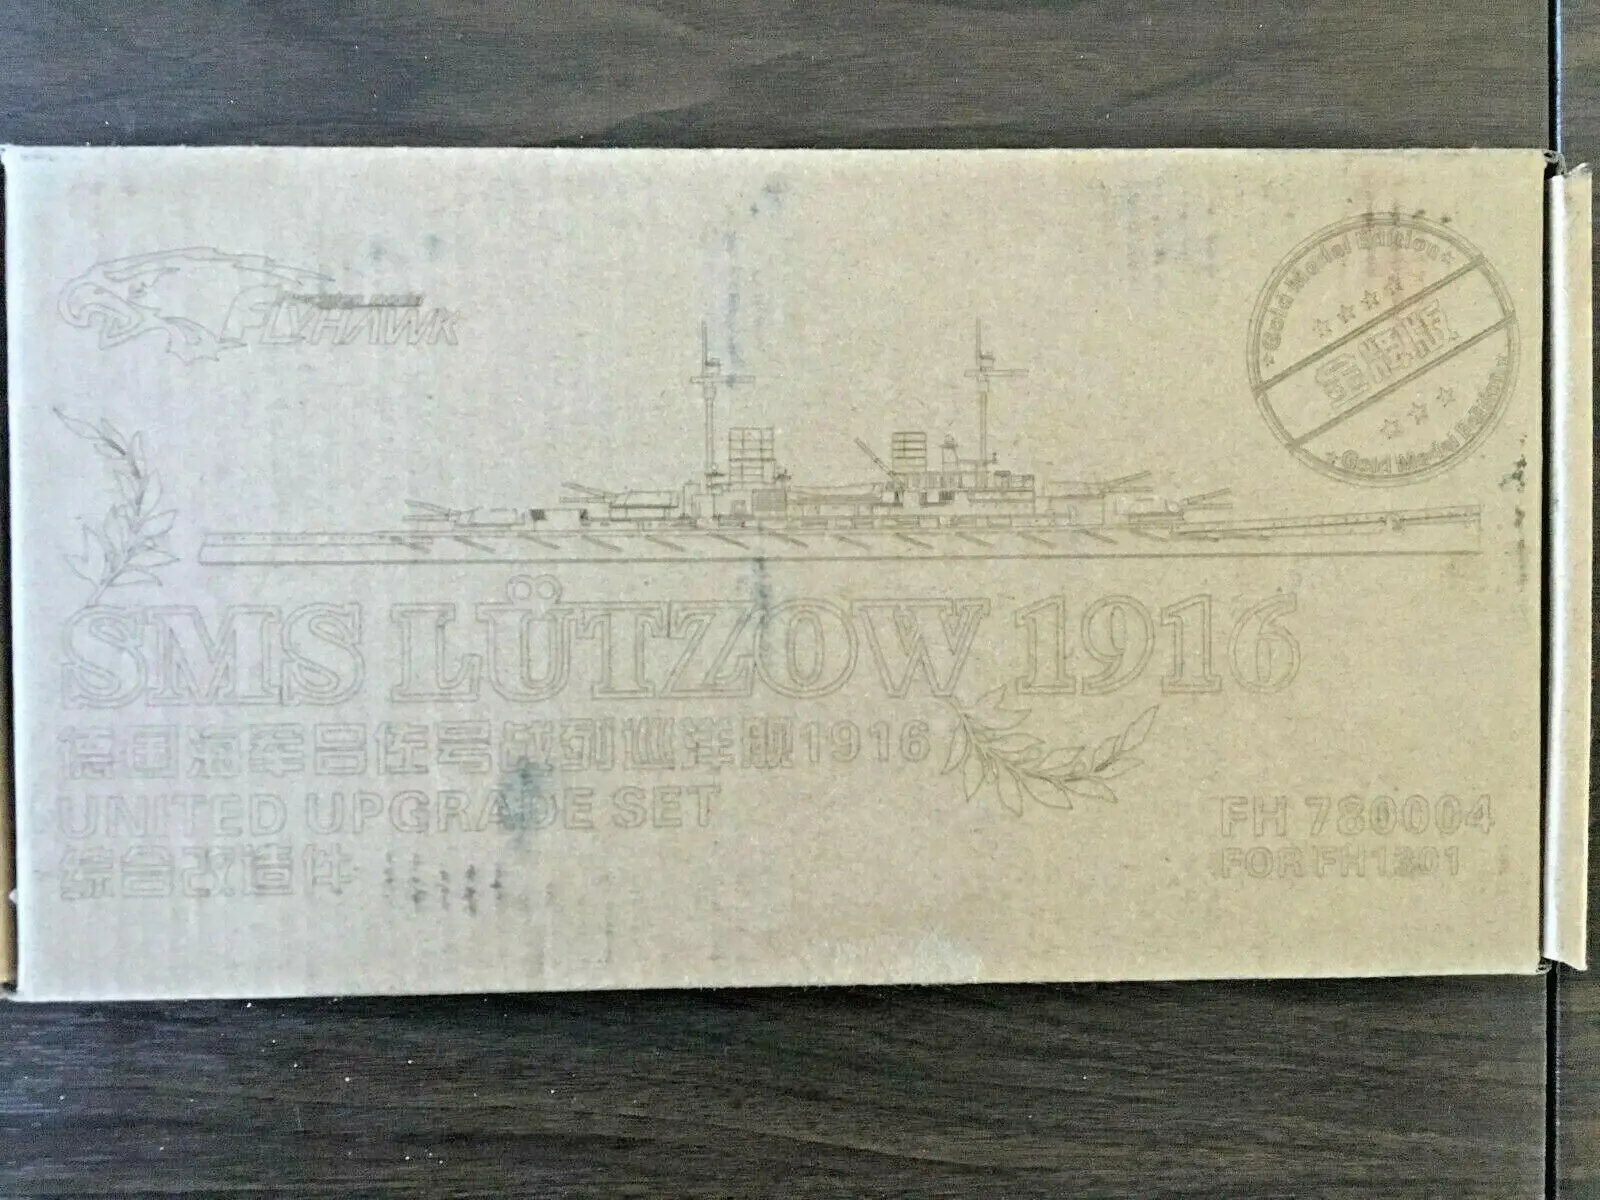 FLYHAWK
★Gold Medal Edition★
金牌版
★Gold Medal Edition★
SMS LÜTZOW 1916
德国海军吕佐号战列巡洋舰1916
UNITED UPGRADE SET
综合改造件
FH 780004
FOR FH1301